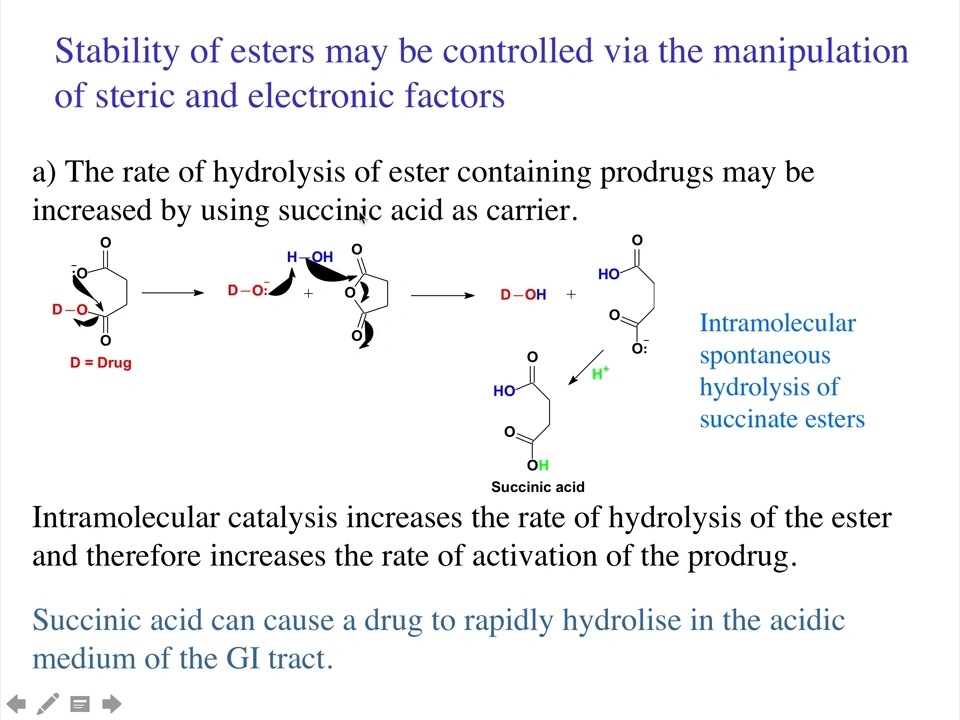 Stability of esters may be controlled via the manipulation
of steric and electronic factors
a) The rate of hydrolysis of ester containing prodrugs may be
increased by using succinic acid as carrier.
O
:O
D–O
O
D = Drug
D–O:
+
H–OH
O
O
O
D–OH
+
O
HO
O
O:
H+
O
HO
O
OH
Succinic acid
Intramolecular
spontaneous
hydrolysis of
succinate esters
Intramolecular catalysis increases the rate of hydrolysis of the ester
and therefore increases the rate of activation of the prodrug.
Succinic acid can cause a drug to rapidly hydrolise in the acidic
medium of the GI tract.